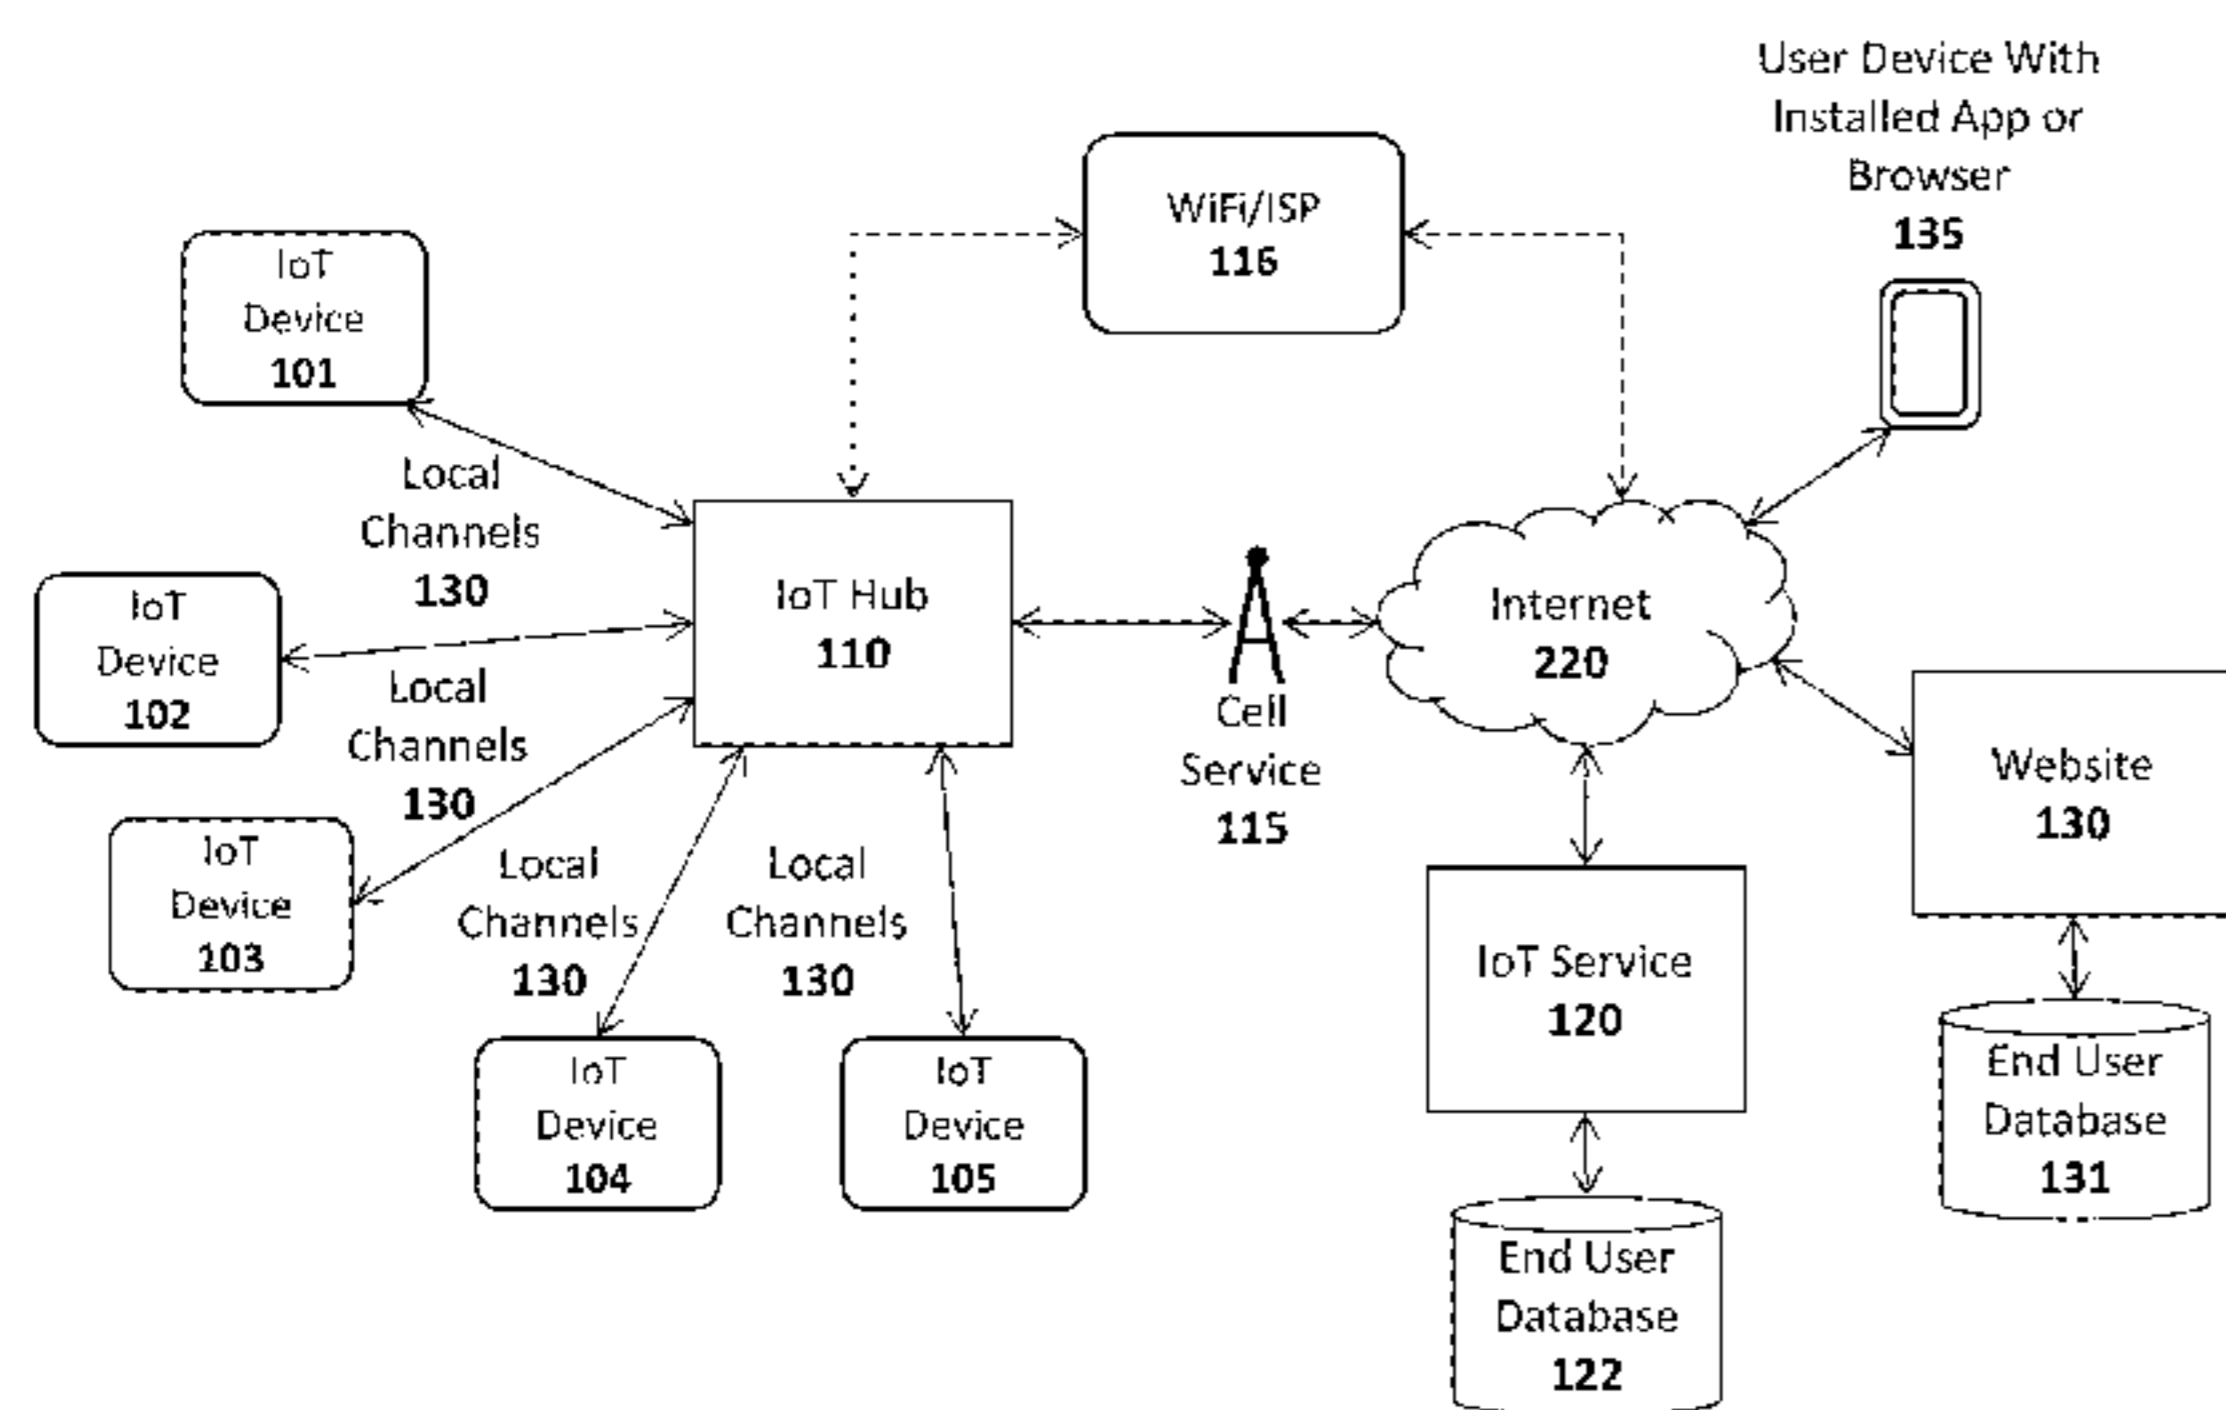 User Device With
Installed App or
Browser
135
WiFi/ISP
116
IoT
Device
101
Local
Channels
130
IoT Hub
110
Internet
220
IoT
Device
102
Local
Channels
130
Cell
Service
115
Website
130
IoT
Device
103
Local
Channels
130
Local
Channels
130
IoT Service
120
IoT
Device
104
IoT
Device
105
End User
Database
131
End User
Database
122